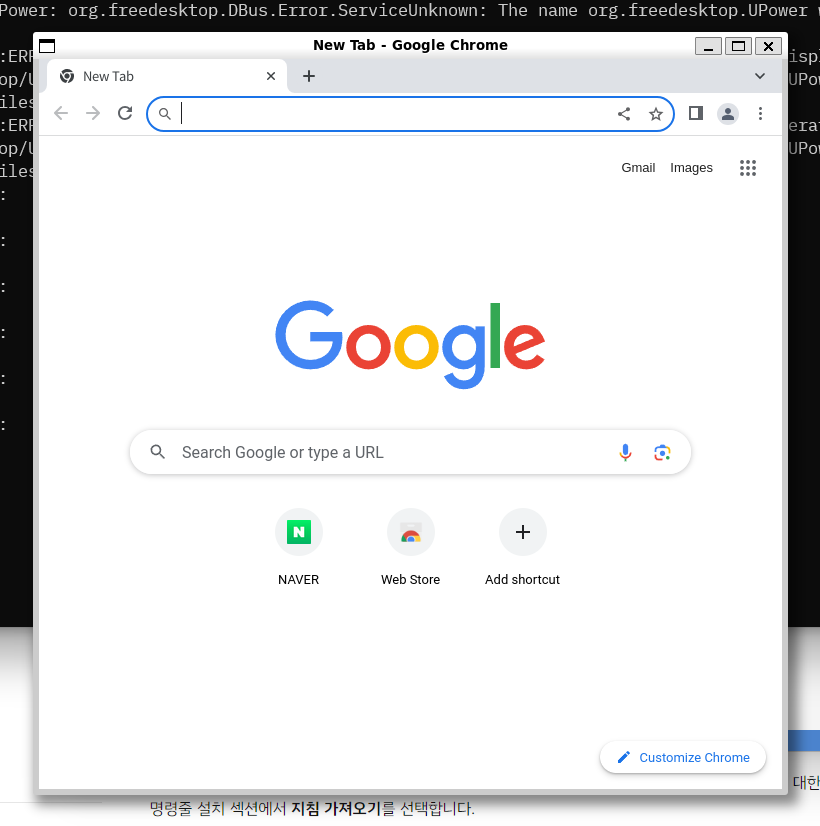 Power: org.freedesktop.DBus.Error.ServiceUnknown: The name org.freedesktop.UPower
New Tab - Google Chrome
:ERR
op/U
UPow
New Tab
iles
:ERR
op/U
UPow
iles
:
:
:
:
:
:
Gmail Images
Google
Search Google or type a URL
N
NAVER Web Store Add shortcut
Customize Chrome
대한
명령줄 설치 섹션에서 지침 가져오기를 선택합니다.